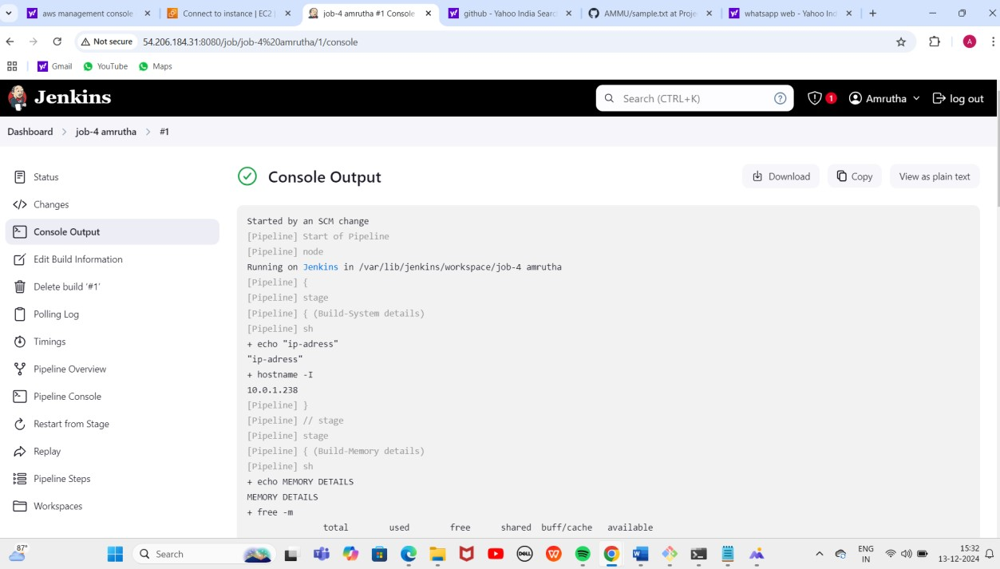 aws management console
Connect to instance | EC2 |
job-4 amrutha #1 Console
github - Yahoo India Searc
AMMU/sample.txt at Proje
whatsapp web - Yahoo Ind
Not secure 54.206.184.31:8080/job/job-4%20amrutha/1/console
A
Gmail YouTube Maps
Jenkins
Search (CTRL+K) ? 1 Amrutha log out
Dashboard > job-4 amrutha > #1
Status
Changes
Console Output
Edit Build Information
Delete build '#1'
Polling Log
Timings
Pipeline Overview
Pipeline Console
Restart from Stage
Replay
Pipeline Steps
Workspaces
Console Output
Download Copy View as plain text
Started by an SCM change
[Pipeline] Start of Pipeline
[Pipeline] node
Running on Jenkins in /var/lib/jenkins/workspace/job-4 amrutha
[Pipeline] {
[Pipeline] stage
[Pipeline] { (Build-System details)
[Pipeline] sh
+ echo "ip-adress"
"ip-adress"
+ hostname -I
10.0.1.238
[Pipeline] }
[Pipeline] // stage
[Pipeline] stage
[Pipeline] { (Build-Memory details)
[Pipeline] sh
+ echo MEMORY DETAILS
MEMORY DETAILS
+ free -m
total used free shared buff/cache available
87°
Search
DELL
ENG
IN
15:32
13-12-2024